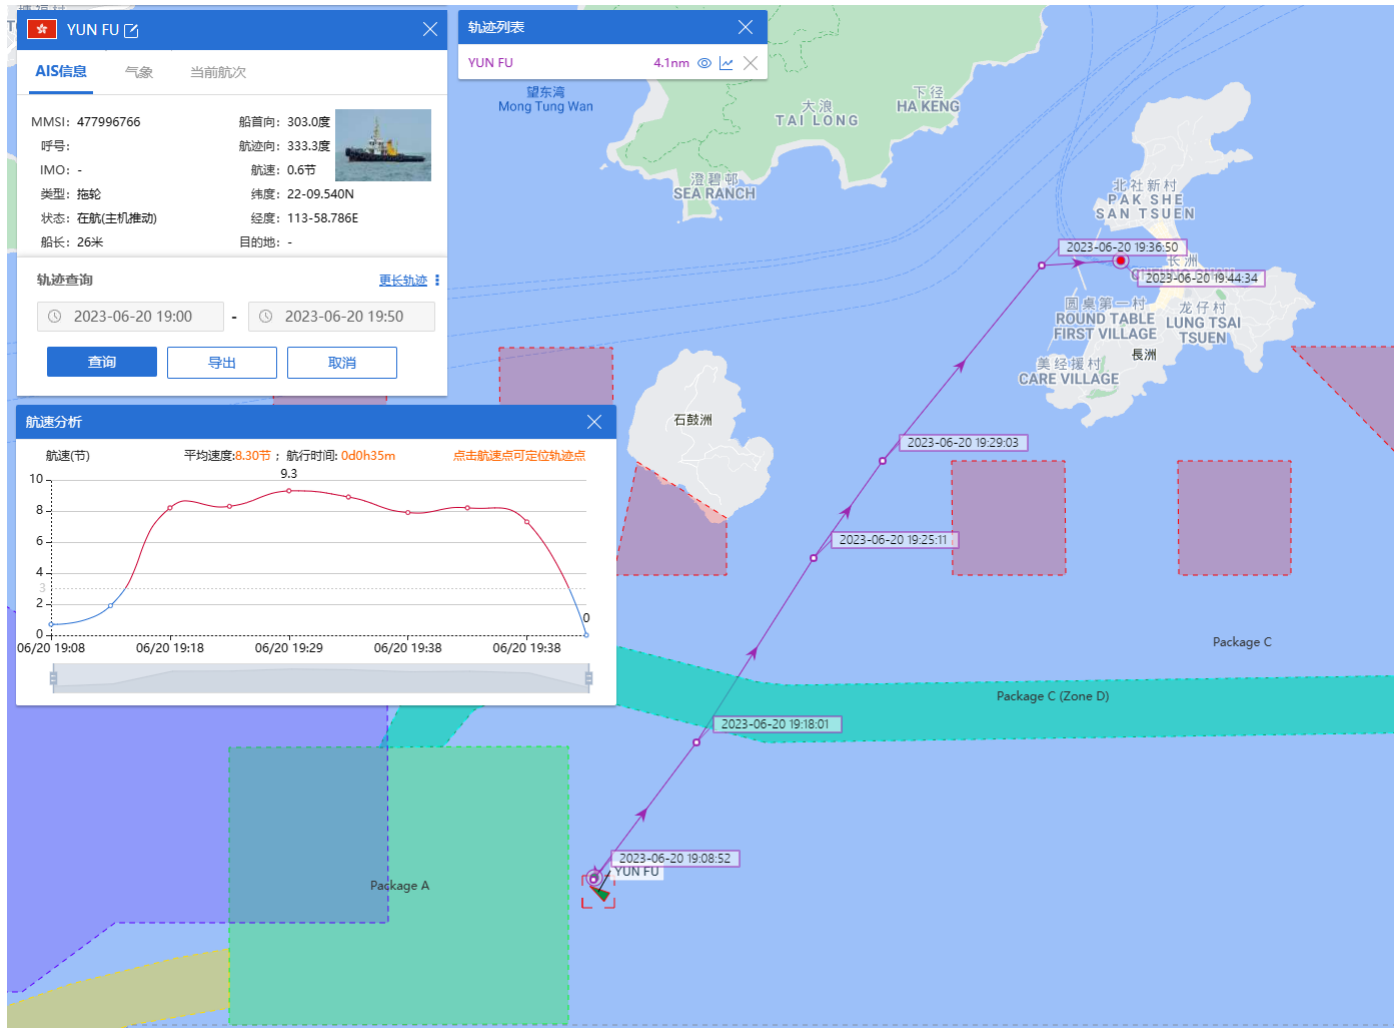 YUN FU
AIS信息 气象 当前航次
MMSI: 477996766 船首向: 303.0度
呼号: 航迹向: 333.3度
IMO: - 航速: 0.6节
类型: 拖轮 纬度: 22-09.540N
状态: 在航(主机推动) 经度: 113-58.786E
船长: 26米 目的地: -
轨迹查询 更长轨迹
2023-06-20 19:00 - 2023-06-20 19:50
查询 导出 取消
轨迹列表
YUN FU 4.1nm
航速分析
航速(节) 平均速度:8.30节 ; 航行时间: 0d0h35m 点击航速点可定位轨迹点
9.3
10
8
6
4
3
2
0
0
06/20 19:08 06/20 19:18 06/20 19:29 06/20 19:38 06/20 19:38
望东湾
Mong Tung Wan
大浪
TAI LONG
下径
HA KENG
澄碧邨
SEA RANCH
北社新村
PAK SHE
SAN TSUEN
2023-06-20 19:36:50
长洲
2023-06-20 19:44:34
圆桌第一村
ROUND TABLE
FIRST VILLAGE
龙仔村
LUNG TSAI
TSUEN
長洲
美经援村
CARE VILLAGE
石鼓洲
2023-06-20 19:29:03
2023-06-20 19:25:11
Package C
Package C (Zone D)
2023-06-20 19:18:01
2023-06-20 19:08:52
YUN FU
Package A